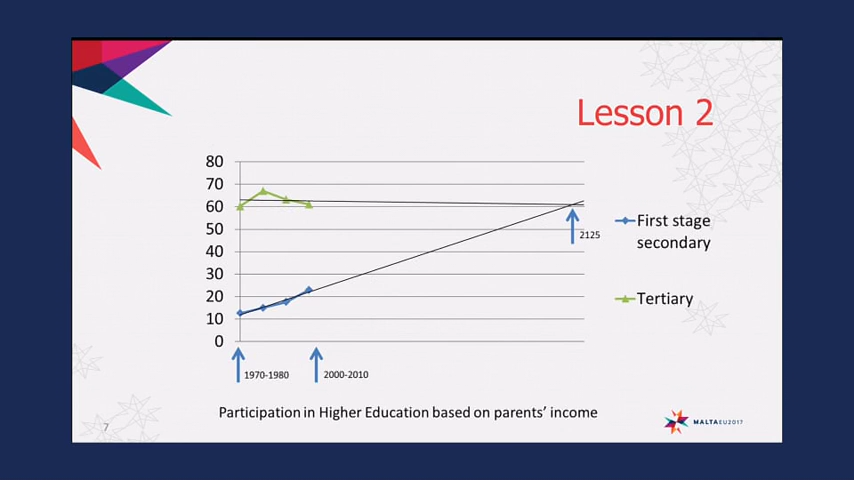 Lesson 2
80
70
60
50
40
30
20
10
0
2125
1970-1980
2000-2010
First stage
secondary
Tertiary
Participation in Higher Education based on parents' income
7
MALTAEU2017